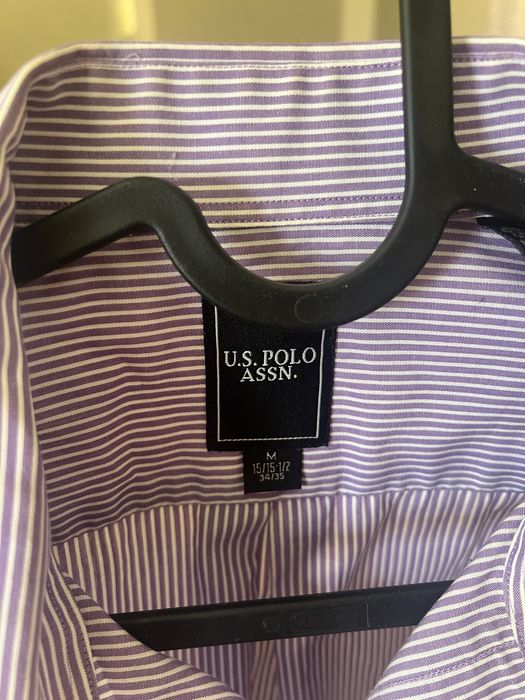 U.S. POLO
ASSN.
M
15/15-1/2
34/35